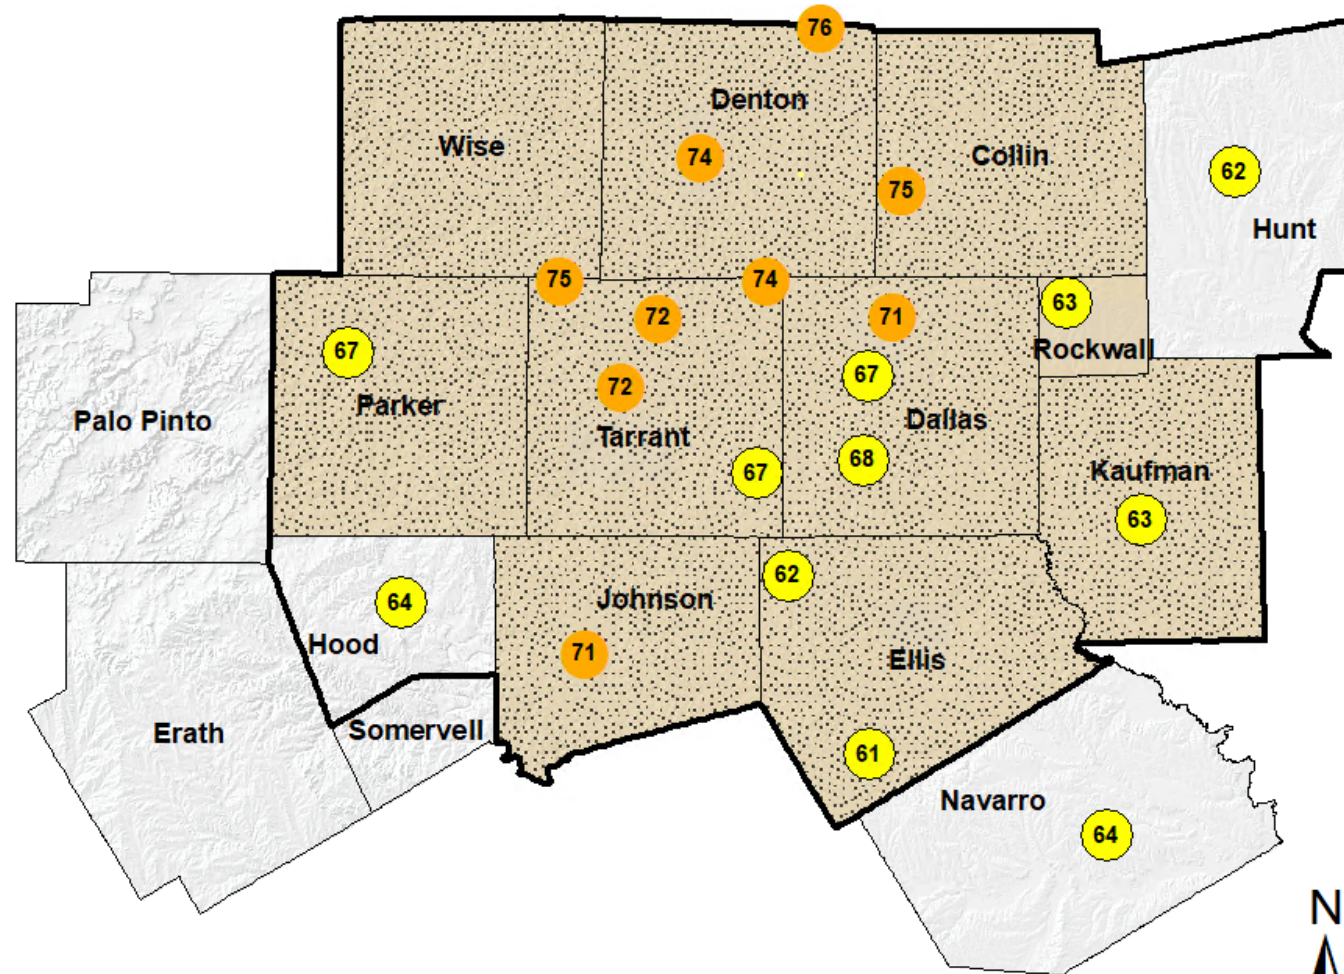 76
Denton
Wise
74
Collin
75
62
Hunt
75
74
63
72
71
Rockwall
67
67
72
Parker
Palo Pinto
Tarrant
Dallas
68
67
Kaufman
63
62
Johnson
64
Hood
71
Ellis
Somervell
Erath
61
Navarro
64
N